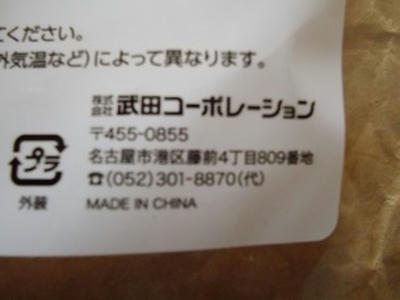 てください。
外気温など)によって異なります。
株式会社 武田コーポレーション
〒455-0855
プラ 名古屋市港区藤前4丁目809番地
☎(052)301-8870(代)
外装 MADE IN CHINA